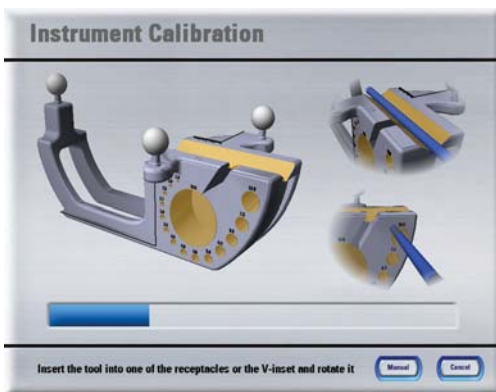 Instrument Calibration
Insert the tool into one of the receptacles or the V-inset and rotate it
Manual
Cancel